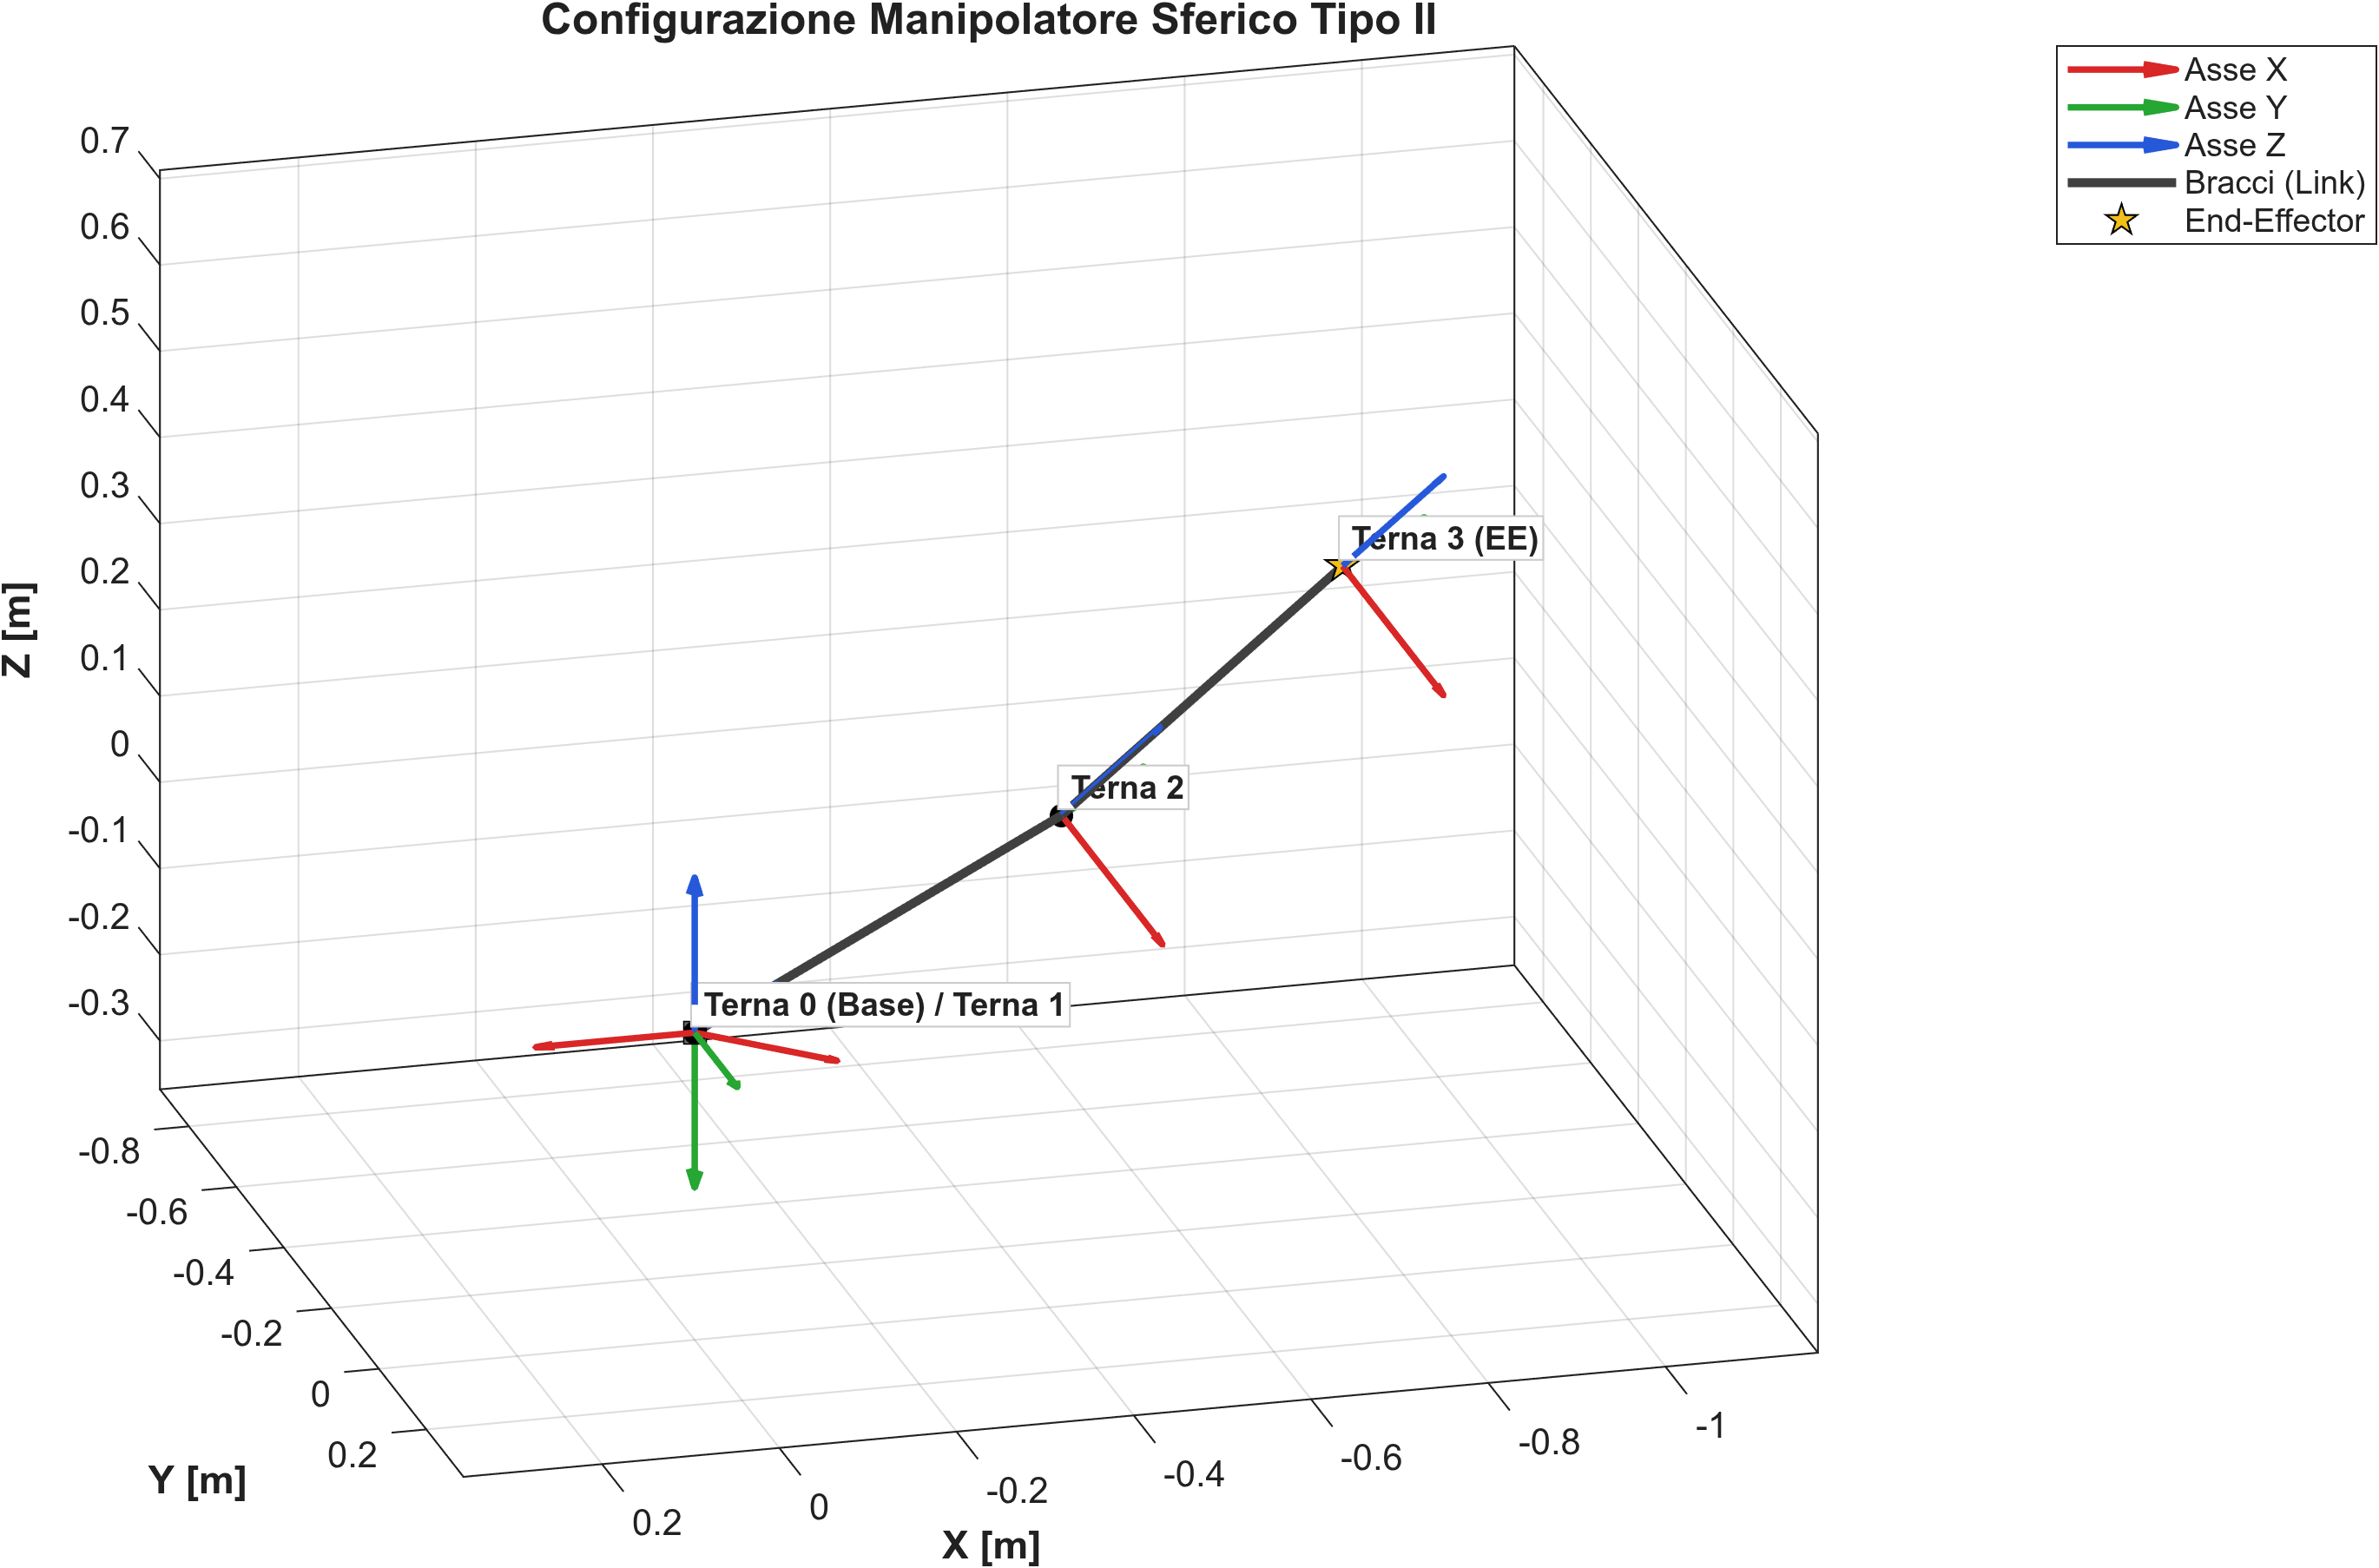 Configurazione Manipolatore Sferico Tipo II
Asse X
Asse Y
Asse Z
Bracci (Link)
End-Effector
0.7
0.6
0.5
0.4
0.3
0.2
0.1
0
-0.1
-0.2
-0.3
Z [m]
Terna 3 (EE)
Terna 2
Terna 0 (Base) / Terna 1
-0.8
-0.6
-0.4
-0.2
0
0.2
Y [m]
0.2
0
-0.2
-0.4
-0.6
-0.8
-1
X [m]